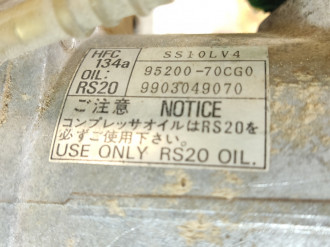 HFC 134a SS10LV4
OIL: RS20 95200-70CG0
9903049070
ご注意 NOTICE
コンプレッサオイルはRS20を
必ずご使用下さい。
USE ONLY RS20 OIL.